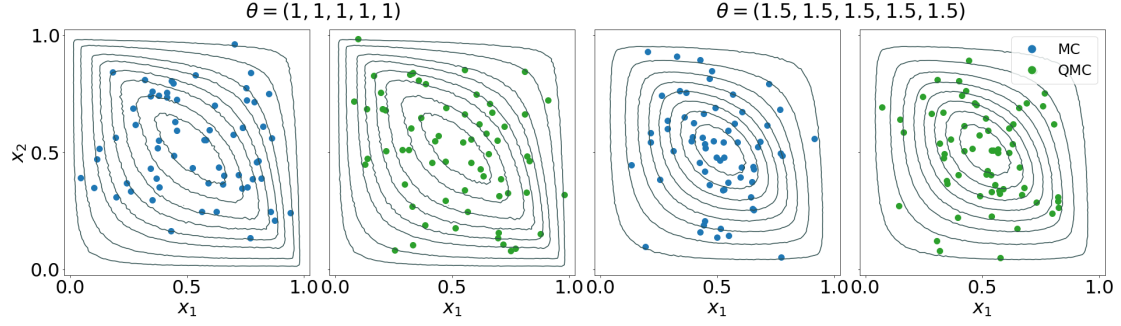 θ = (1, 1, 1, 1, 1)
θ = (1.5, 1.5, 1.5, 1.5, 1.5)
MC
QMC
1.0
0.5
0.0
x₂
0.0 0.5 1.0 0.0 0.5 1.0 0.0 0.5 1.0 0.0 0.5 1.0
x₁ x₁ x₁ x₁